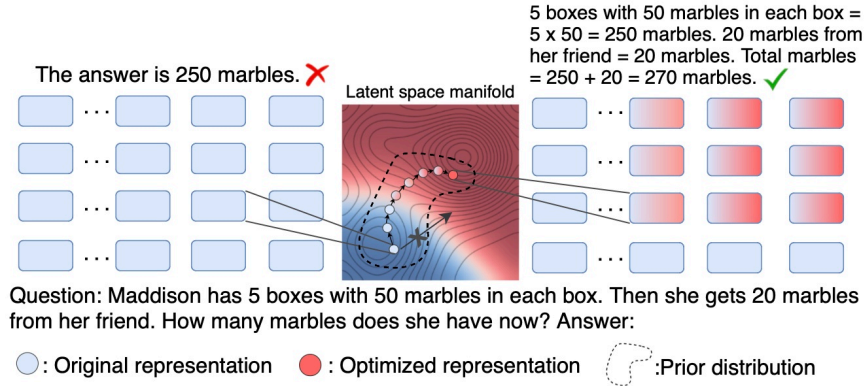 5 boxes with 50 marbles in each box =
5 x 50 = 250 marbles. 20 marbles from
her friend = 20 marbles. Total marbles
= 250 + 20 = 270 marbles.
The answer is 250 marbles.
Latent space manifold
Question: Maddison has 5 boxes with 50 marbles in each box. Then she gets 20 marbles
from her friend. How many marbles does she have now? Answer:
: Original representation
: Optimized representation
:Prior distribution